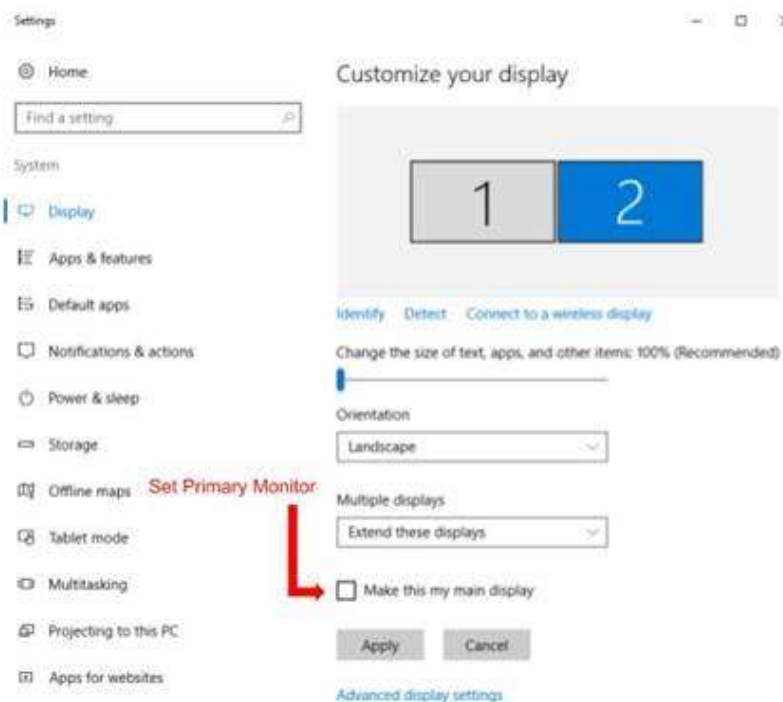 Settings
Home
Find a setting
System
Display
Apps & features
Default apps
Notifications & actions
Power & sleep
Storage
Offline maps
Tablet mode
Multitasking
Projecting to this PC
Apps for websites
Set Primary Monitor
Customize your display
1 2
Identify Detect Connect to a wireless display
Change the size of text, apps, and other items: 100% (Recommended)
Orientation
Landscape
Multiple displays
Extend these displays
Make this my main display
Apply Cancel
Advanced display settings